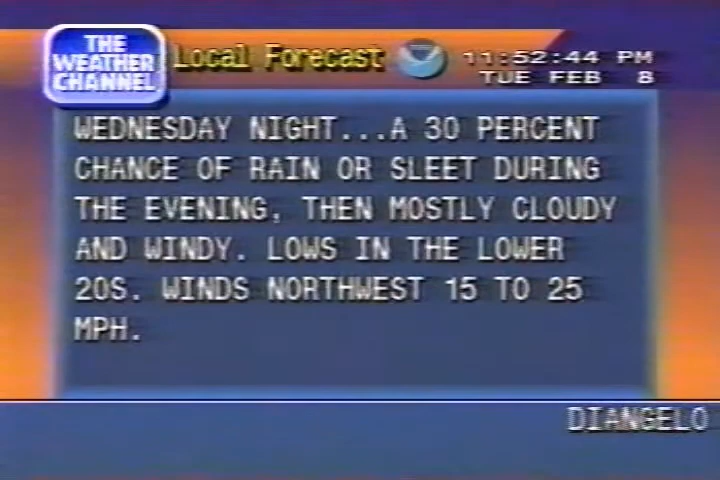 THE
WEATHER
CHANNEL
Local Forecast
11:52:44 PM
TUE FEB 8
WEDNESDAY NIGHT...A 30 PERCENT
CHANCE OF RAIN OR SLEET DURING
THE EVENING, THEN MOSTLY CLOUDY
AND WINDY. LOWS IN THE LOWER
20S. WINDS NORTHWEST 15 TO 25
MPH.
DIANGELO